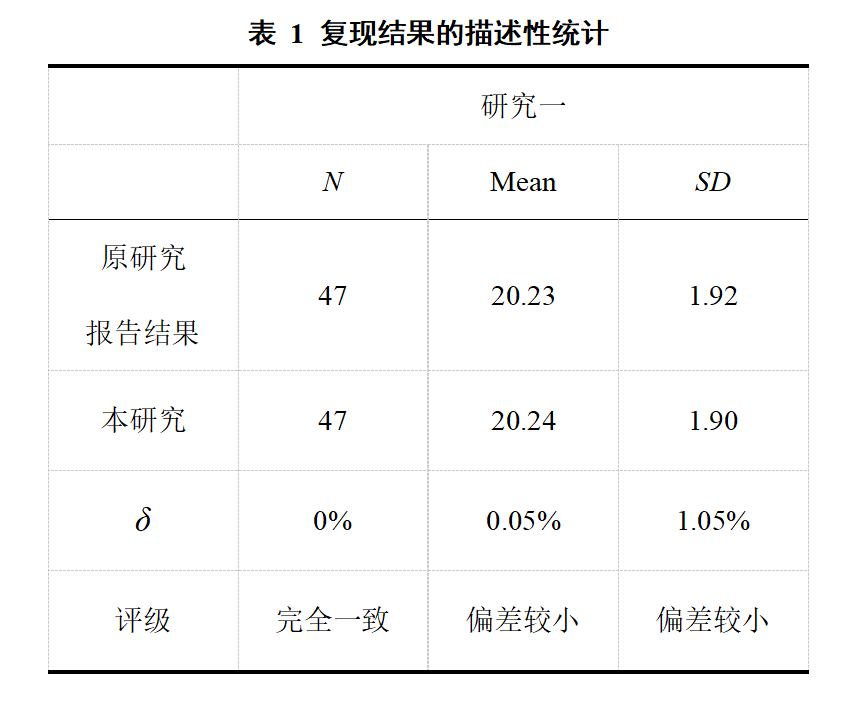 表 1 复现结果的描述性统计
研究一
N Mean SD
原研究
报告结果 47 20.23 1.92
本研究 47 20.24 1.90
δ 0% 0.05% 1.05%
评级 完全一致 偏差较小 偏差较小